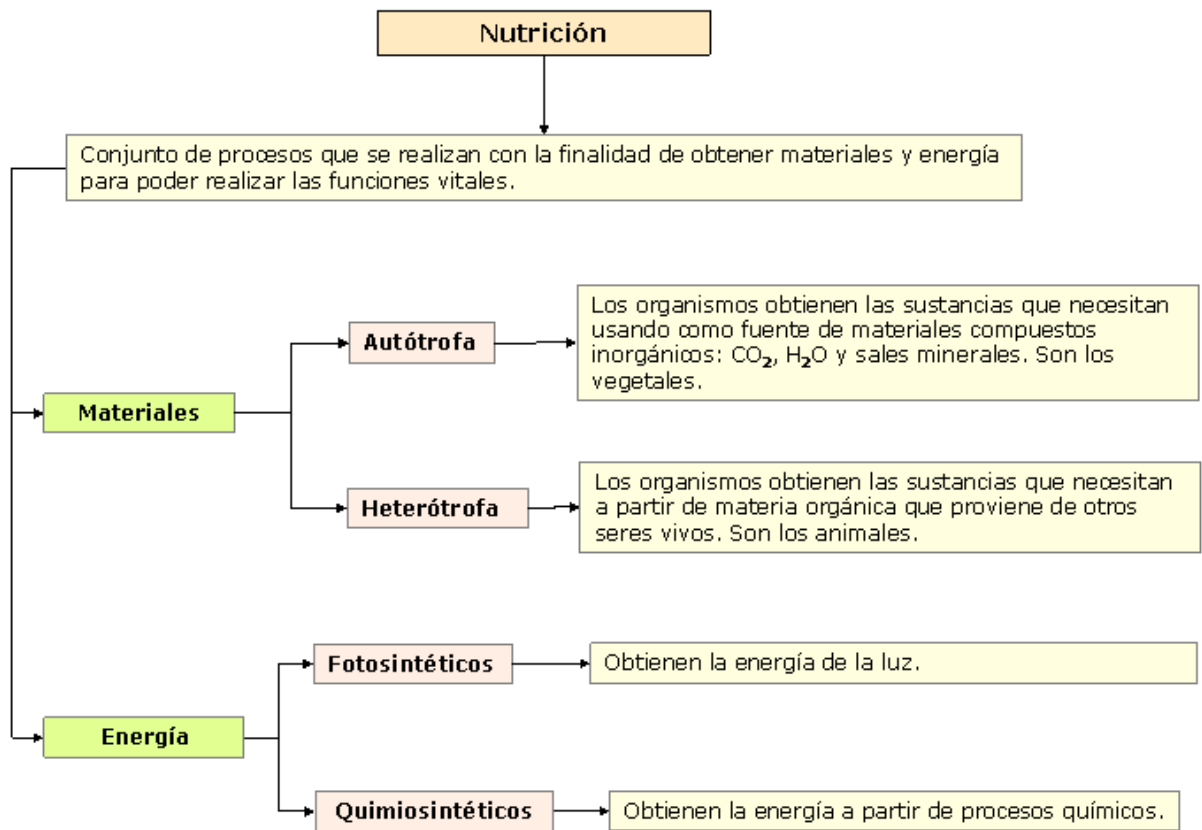 Nutrición
Conjunto de procesos que se realizan con la finalidad de obtener materiales y energía
para poder realizar las funciones vitales.
Materiales
Autótrofa
Los organismos obtienen las sustancias que necesitan
usando como fuente de materiales compuestos
inorgánicos: CO₂, H₂O y sales minerales. Son los
vegetales.
Heterótrofa
Los organismos obtienen las sustancias que necesitan
a partir de materia orgánica que proviene de otros
seres vivos. Son los animales.
Energía
Fotosintéticos
Obtienen la energía de la luz.
Quimiosintéticos
Obtienen la energía a partir de procesos químicos.